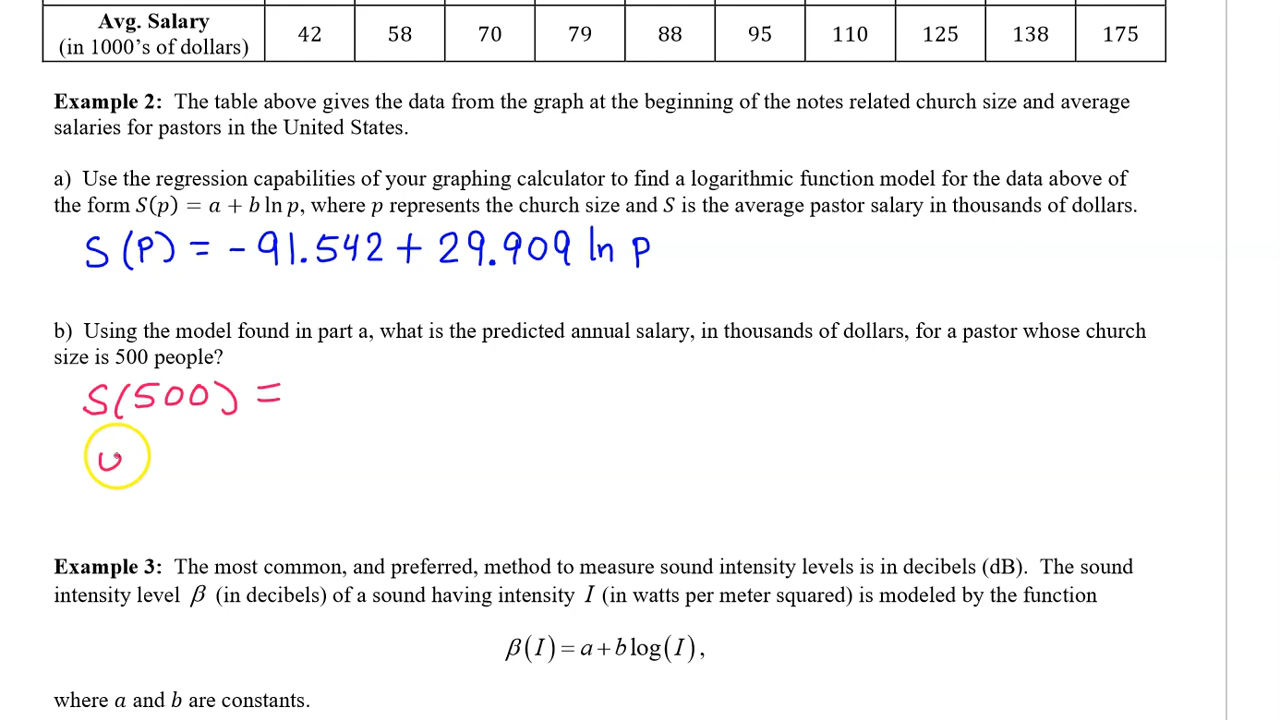 Avg. Salary
(in 1000’s of dollars) 42 58 70 79 88 95 110 125 138 175
Example 2: The table above gives the data from the graph at the beginning of the notes related church size and average
salaries for pastors in the United States.
a) Use the regression capabilities of your graphing calculator to find a logarithmic function model for the data above of
the form S(p) = a + b ln p, where p represents the church size and S is the average pastor salary in thousands of dollars.
S(P) = -91.542 + 29.909 ln p
b) Using the model found in part a, what is the predicted annual salary, in thousands of dollars, for a pastor whose church
size is 500 people?
S(500) =
Example 3: The most common, and preferred, method to measure sound intensity levels is in decibels (dB). The sound
intensity level β (in decibels) of a sound having intensity I (in watts per meter squared) is modeled by the function
β(I) = a + b log(I),
where a and b are constants.